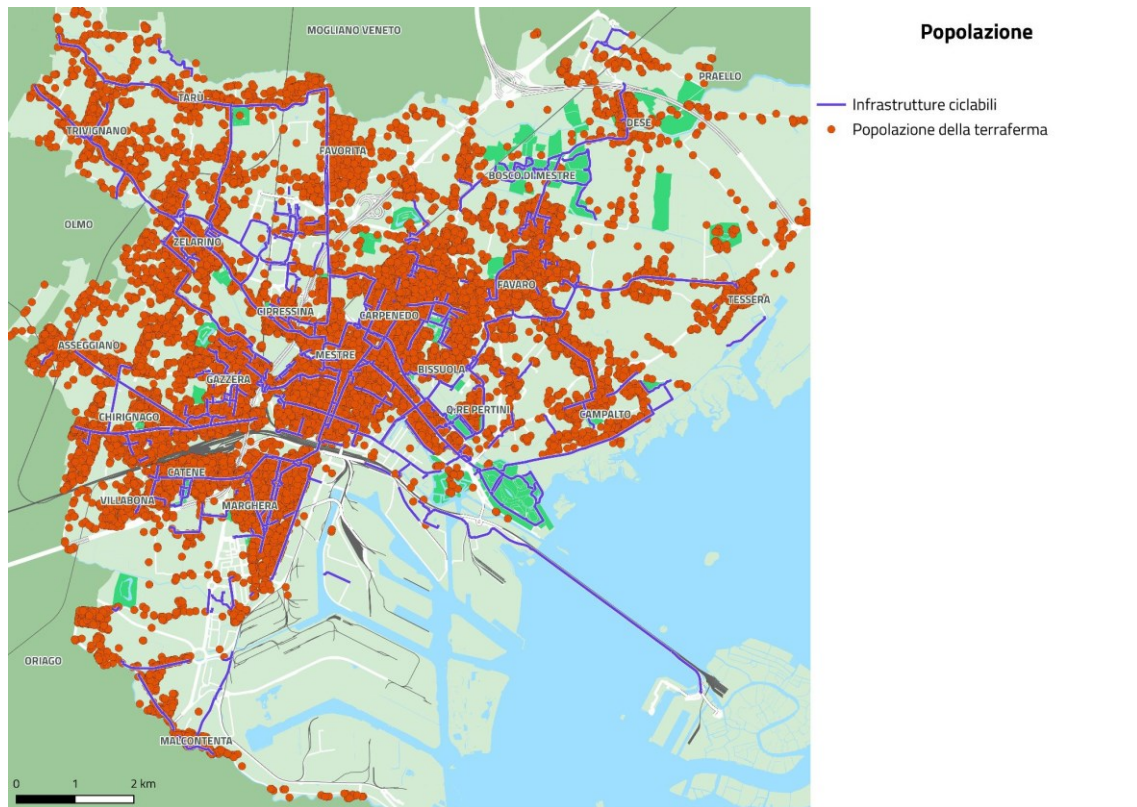 Popolazione
Infrastrutture ciclabili
Popolazione della terraferma
MOGLIANO VENETO
PRAELLO
TARÙ
DESE
TRIVIGNANO
FAVORITA
BOSCO DI MESTRE
OLMO
ZELARINO
FAVARO
TESSERA
CIPRESSINA
CARPENEDO
ASSEGGIANO
MESTRE
BISSUOLA
GAZZERA
CHIRIGNAGO
Q.RE PERTINI
CAMPALTO
CATENE
VILLABONA
MARGHERA
ORIAGO
MALCONTENTA
0 1 2 km